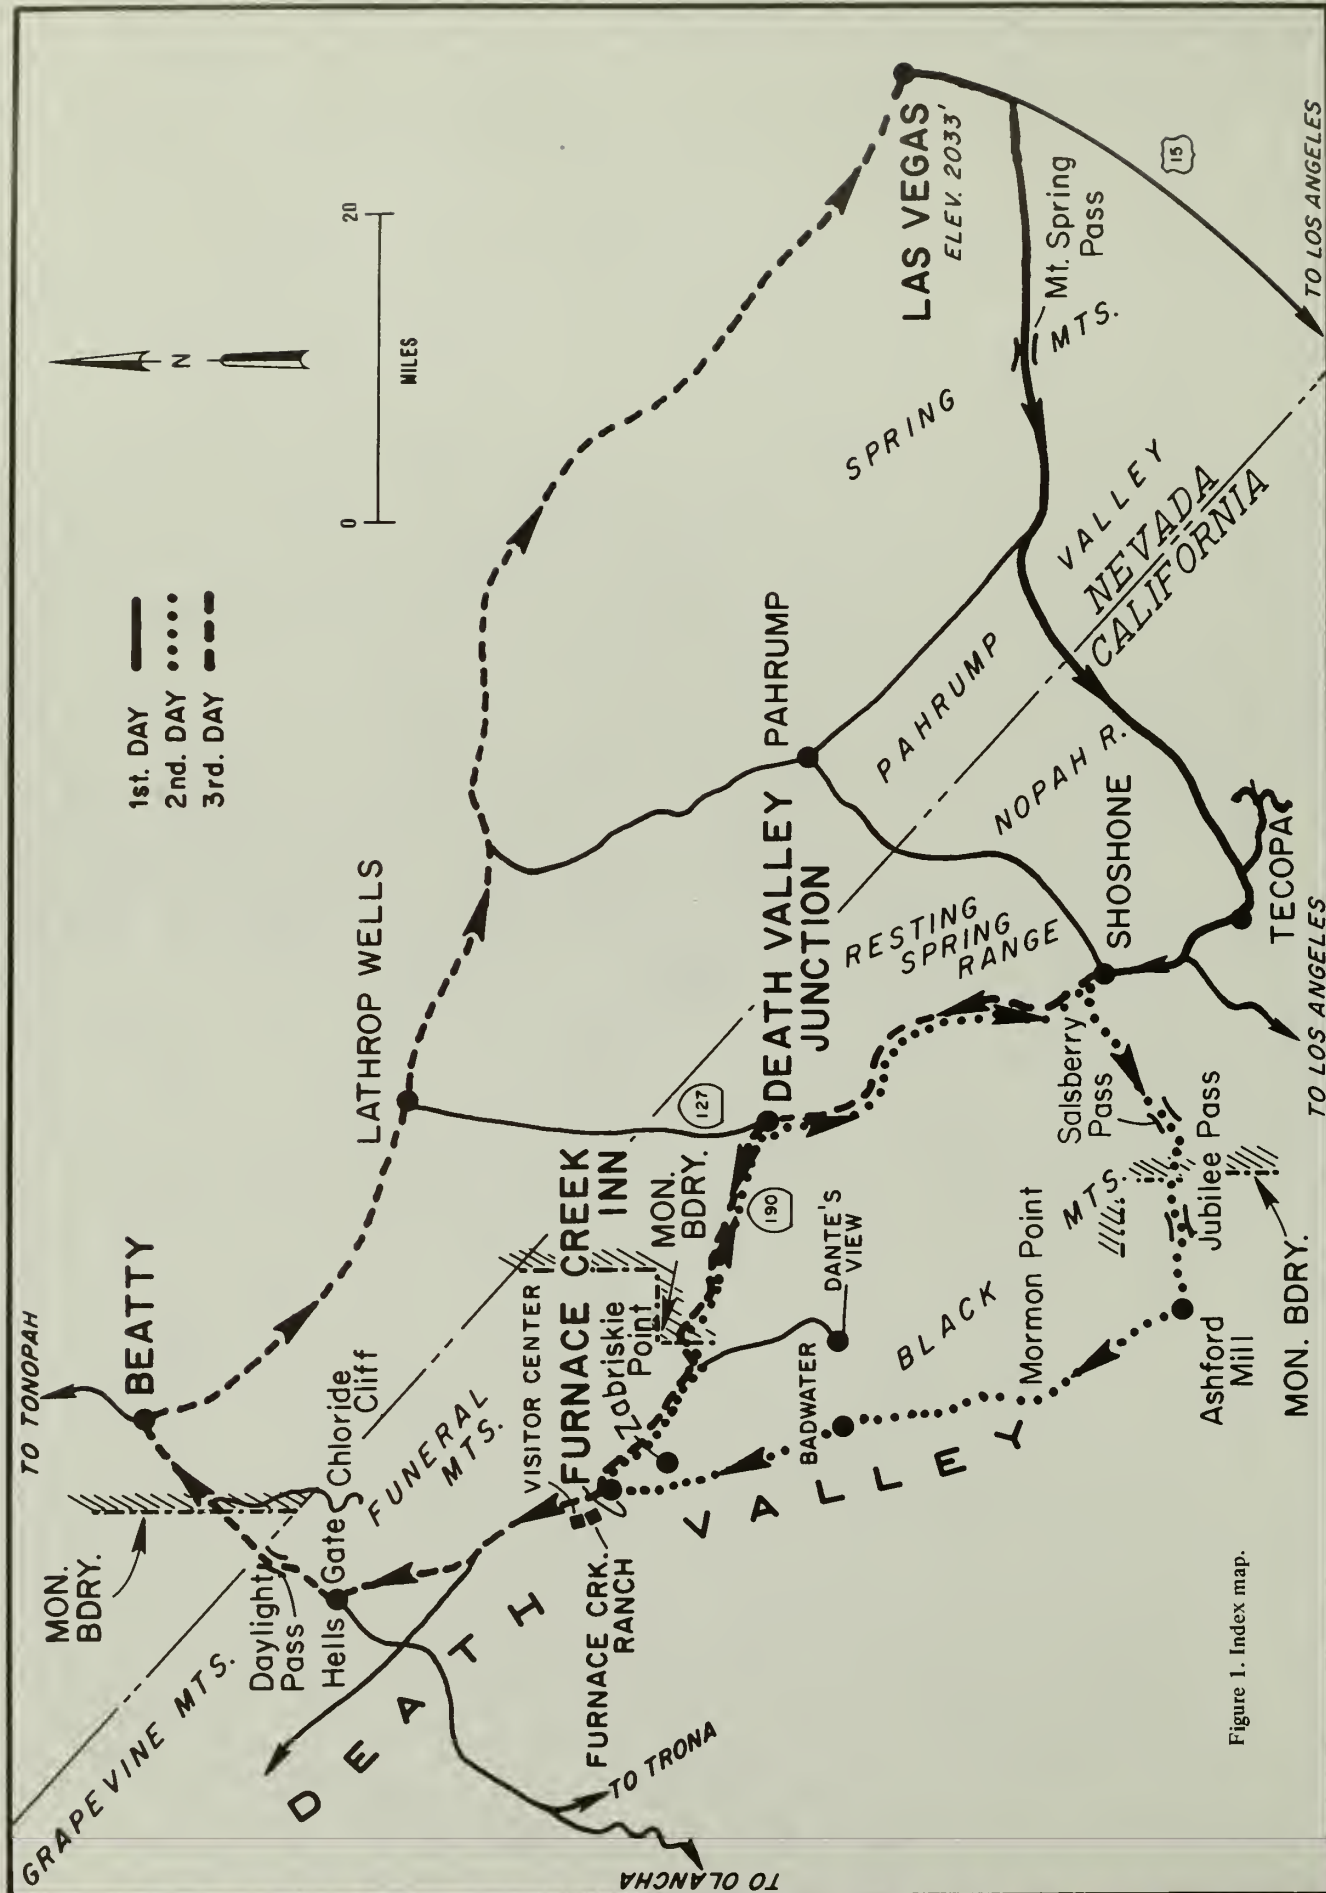 TO TONOPAH
BEATTY
MON.
BDRY.
GRAPEVINE MTS.
Daylight
Pass
Hells Gate
Chloride
Cliff
FUNERAL
MTS.
LATHROP WELLS
1st. DAY
2nd. DAY
3rd. DAY
N
0
20
MILES
LAS VEGAS
ELEV. 2033'
15
TO LOS ANGELES
Mt. Spring
Pass
SPRING
MTS.
PAHRUMP
PAHRUMP
VALLEY
NEVADA
CALIFORNIA
NOPAH R.
RESTING
SPRING
RANGE
SHOSHONE
TECOPA
TO LOS ANGELES
DEATH VALLEY
JUNCTION
127
190
VISITOR CENTER
FURNACE CREEK
INN
MON.
BDRY.
Zabriskie
Point
FURNACE CRK.
RANCH
DANTE'S
VIEW
BADWATER
BLACK
MTS.
Mormon Point
Salsberry
Pass
Jubilee Pass
Ashford
Mill
MON. BDRY.
DEATH
VALLEY
TO TRONA
TO OLANCHA
Figure 1. Index map.